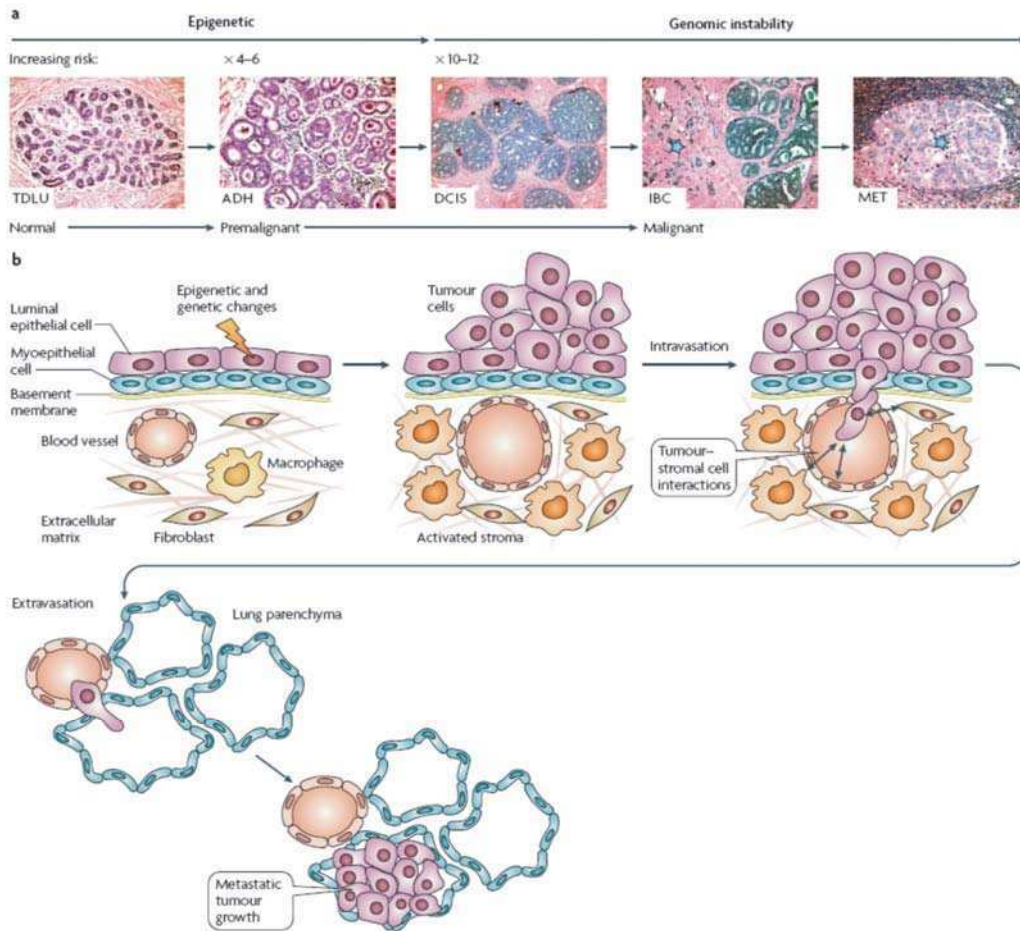 a
Epigenetic
Genomic instability
Increasing risk:
× 4–6
× 10–12
TDLU
ADH
DCIS
IBC
MET
Normal
Premalignant
Malignant
b
Epigenetic and
genetic changes
Luminal
epithelial cell
Myoepithelial
cell
Basement
membrane
Blood vessel
Macrophage
Extracellular
matrix
Fibroblast
Tumour
cells
Activated stroma
Intravasation
Tumour–
stromal cell
interactions
Extravasation
Lung parenchyma
Metastatic
tumour
growth